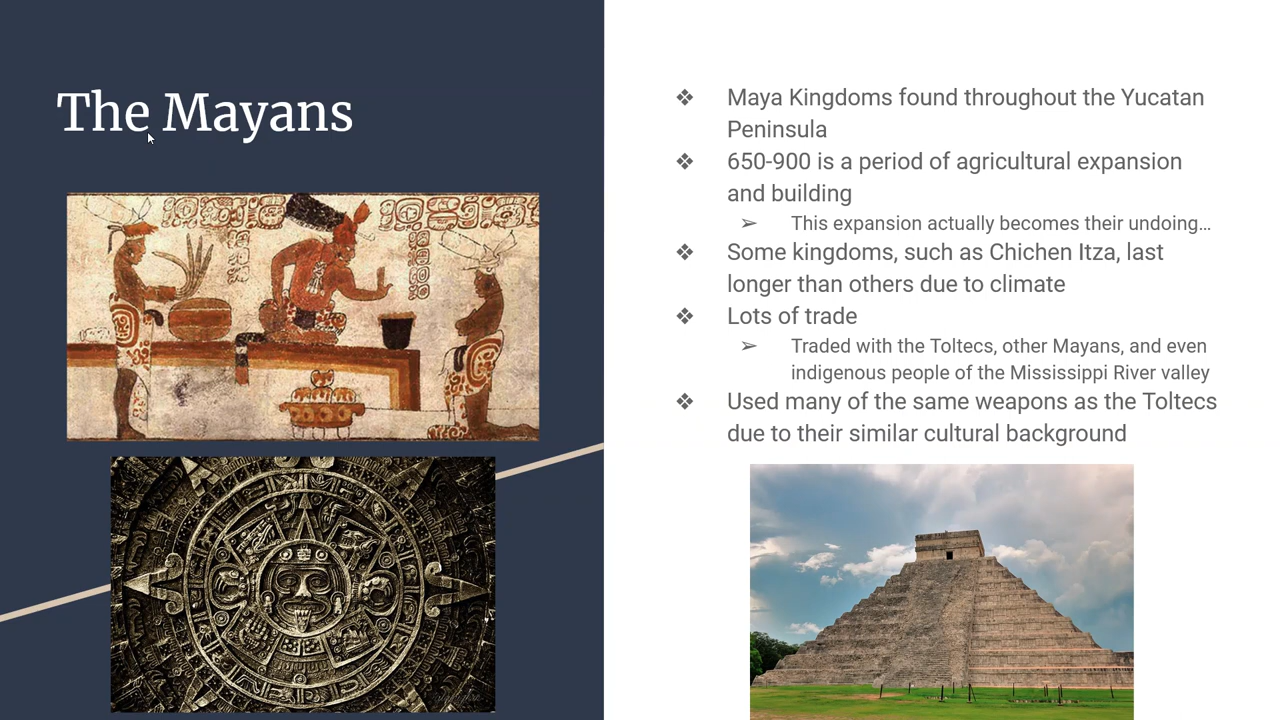 The Mayans
❖ Maya Kingdoms found throughout the Yucatan
Peninsula
❖ 650-900 is a period of agricultural expansion
and building
➢ This expansion actually becomes their undoing…
❖ Some kingdoms, such as Chichen Itza, last
longer than others due to climate
❖ Lots of trade
➢ Traded with the Toltecs, other Mayans, and even
indigenous people of the Mississippi River valley
❖ Used many of the same weapons as the Toltecs
due to their similar cultural background